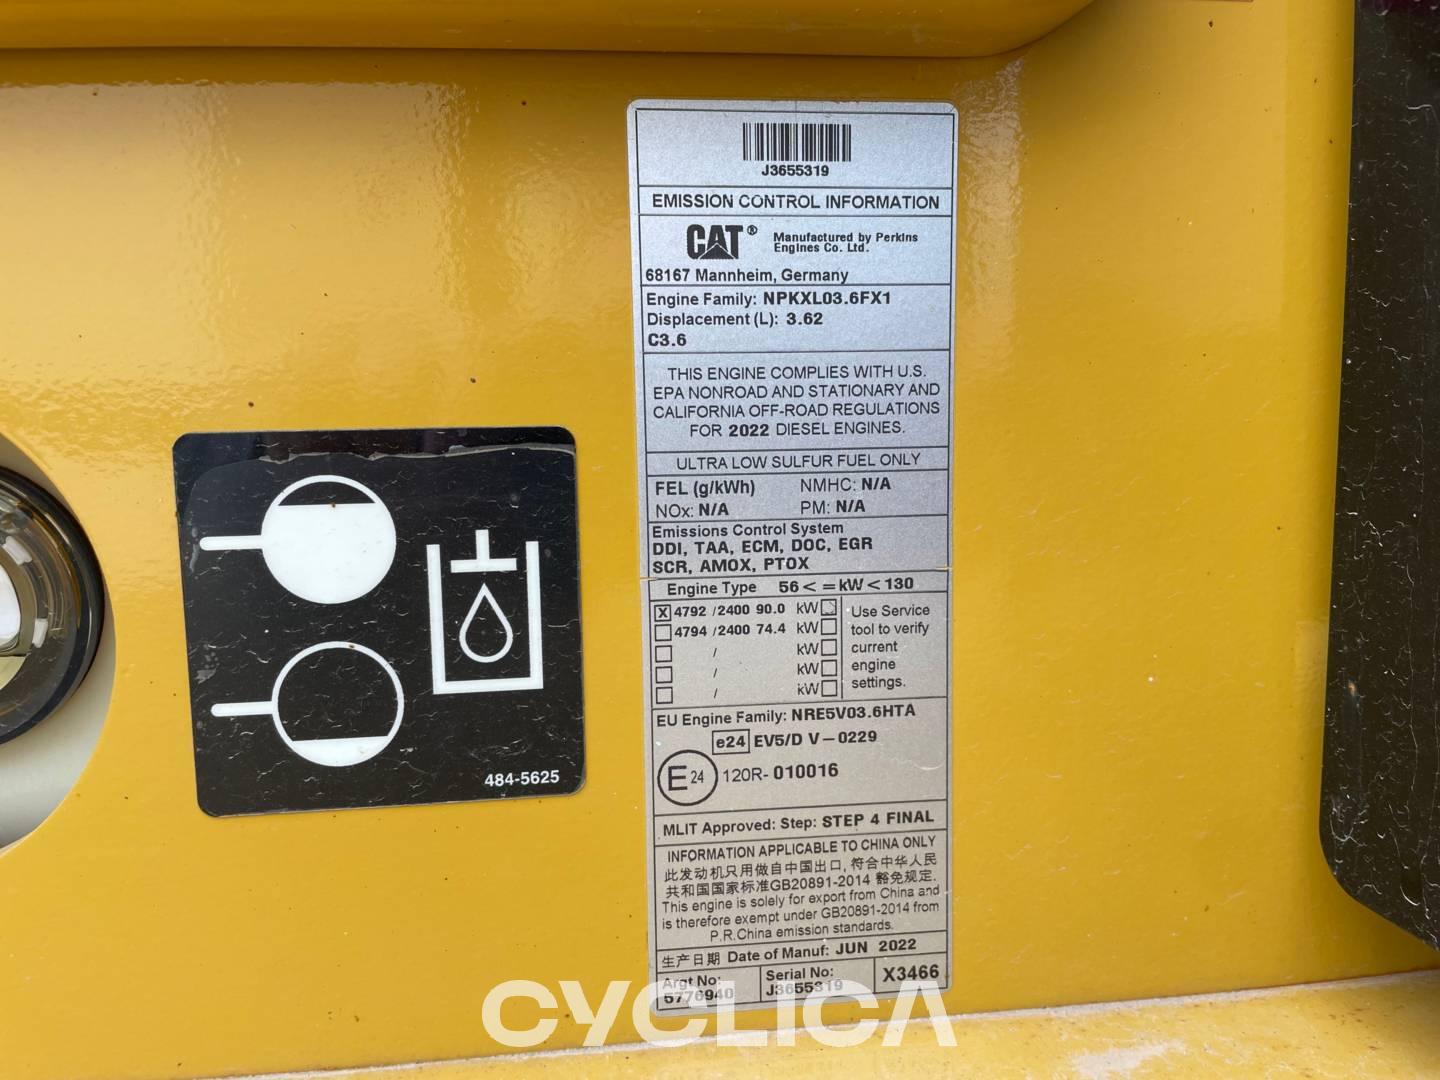 J3655319
EMISSION CONTROL INFORMATION
CAT® Manufactured by Perkins
Engines Co. Ltd.
68167 Mannheim, Germany
Engine Family: NPKXL03.6FX1
Displacement (L): 3.62
C3.6
THIS ENGINE COMPLIES WITH U.S.
EPA NONROAD AND STATIONARY AND
CALIFORNIA OFF-ROAD REGULATIONS
FOR 2022 DIESEL ENGINES.
ULTRA LOW SULFUR FUEL ONLY
FEL (g/kWh) NMHC: N/A
NOx: N/A PM: N/A
Emissions Control System
DDI, TAA, ECM, DOC, EGR
SCR, AMOX, PTOX
Engine Type 56 < = kW < 130
X 4792 / 2400 90.0 kW
4794 / 2400 74.4 kW
/ kW
/ kW
/ kW
Use Service
tool to verify
current
engine
settings.
EU Engine Family: NRE5V03.6HTA
e24 EV5/D V-0229
E 24 120R- 010016
MLIT Approved: Step: STEP 4 FINAL
INFORMATION APPLICABLE TO CHINA ONLY
此发动机只用做自中国出口, 符合中华人民
共和国国家标准GB20891-2014 豁免规定.
This engine is solely for export from China and
is therefore exempt under GB20891-2014 from
P.R.China emission standards.
生产日期 Date of Manuf: JUN 2022
Argt No:
5776940
Serial No:
J3655319
X3466
484-5625
CYCLICA